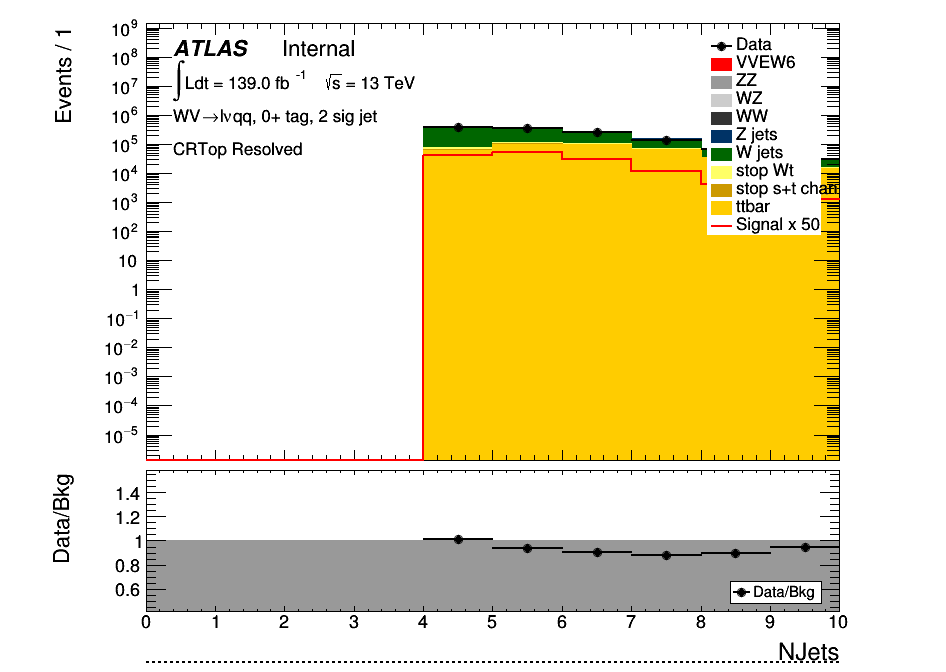 Events / 1
10⁹
10⁸
10⁷
10⁶
10⁵
10⁴
10³
10²
10
1
10⁻¹
10⁻²
10⁻³
10⁻⁴
10⁻⁵
ATLAS Internal
∫Ldt = 139.0 fb⁻¹ √s = 13 TeV
WV→lνqq, 0+ tag, 2 sig jet
CRTop Resolved
Data
VVEW6
ZZ
WZ
WW
Z jets
W jets
stop Wt
stop s+t chan
ttbar
Signal x 50
Data/Bkg
1.4
1.2
1
0.8
0.6
Data/Bkg
0 1 2 3 4 5 6 7 8 9 10
NJets